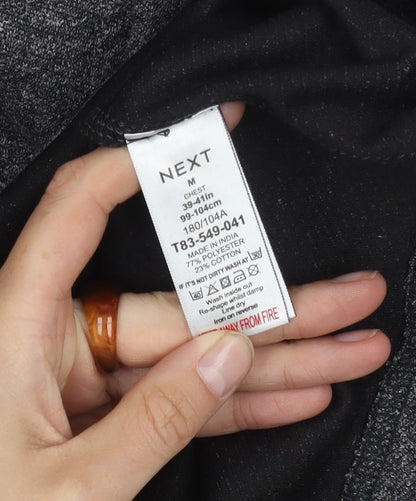 NEXT
M
CHEST
39-41in
99-104cm
180/104A
T83-549-041
MADE IN INDIA
77% POLYESTER
23% COTTON
IF IT'S NOT DIRTY WASH AT 30
40
Wash inside out
Re-shape whilst damp
Line dry
Iron on reverse
AWAY FROM FIRE